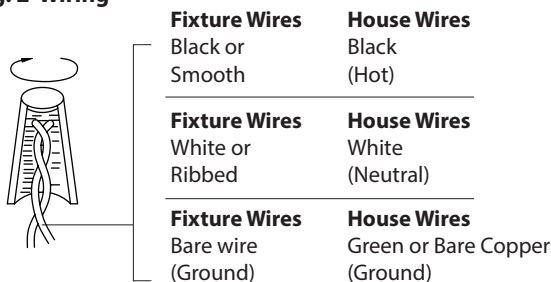 Wiring
Fixture Wires House Wires
Black or Black
Smooth (Hot)
Fixture Wires House Wires
White or White
Ribbed (Neutral)
Fixture Wires House Wires
Bare wire Green or Bare Copper
(Ground) (Ground)